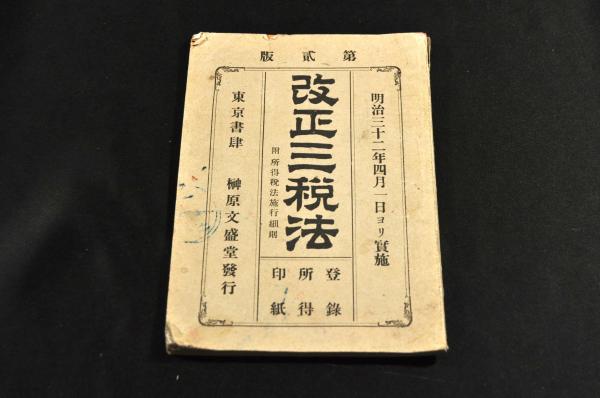 第貳版
明治三十二年四月一日ヨリ實施
改正三税法
附所得税法施行細則
登錄
所得
印紙
東京書肆 榊原文盛堂發行